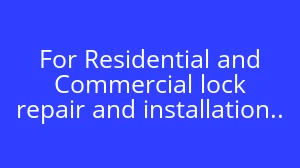 For Residential and
Commercial lock
repair and installation..